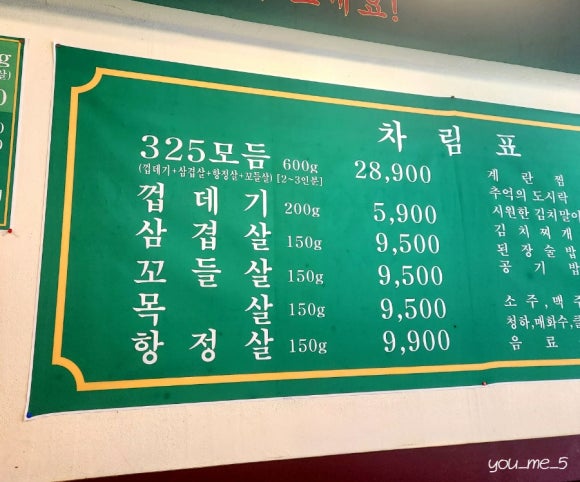 차림표
325모듬 600g 28,900
(껍데기+삼겹살+항정살+꼬들살) [2~3인분]
껍데기 200g 5,900
삼겹살 150g 9,500
꼬들살 150g 9,500
목살 150g 9,500
항정살 150g 9,900
계란찜
추억의 도시락
시원한 김치말이
김치찌개
된장술밥
공기밥
소주, 맥주
청하, 매화수,
음료
you_me_5